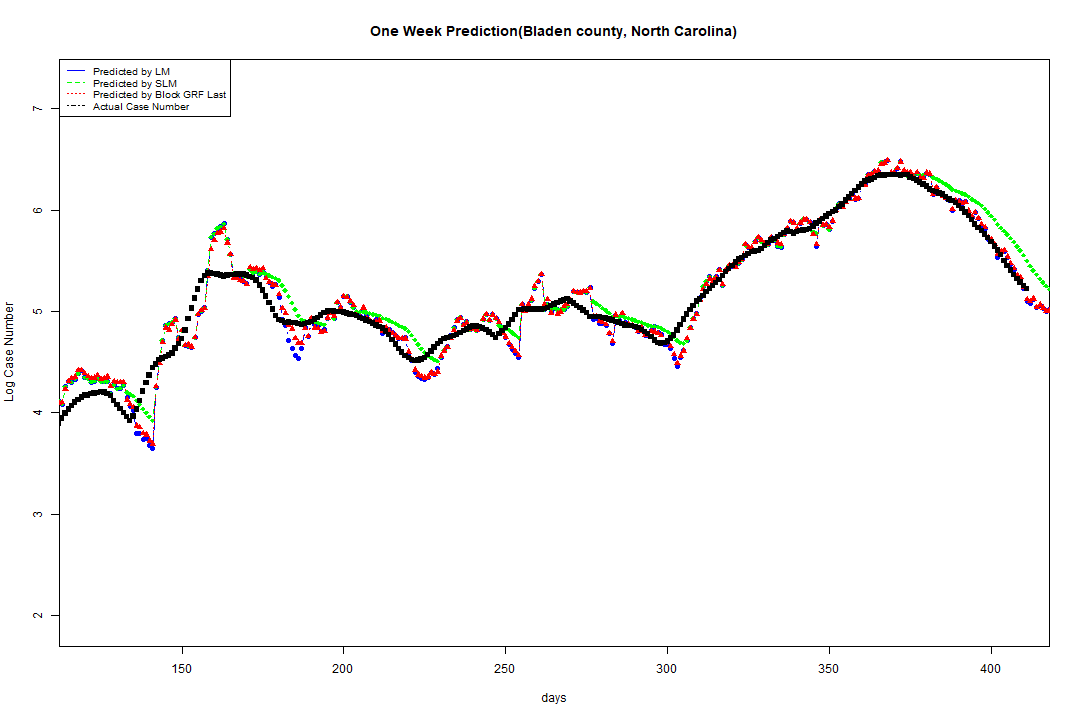 One Week Prediction(Bladen county, North Carolina)
Predicted by LM
Predicted by SLM
Predicted by Block GRF Last
Actual Case Number
7
6
5
4
3
2
Log Case Number
150 200 250 300 350 400
days